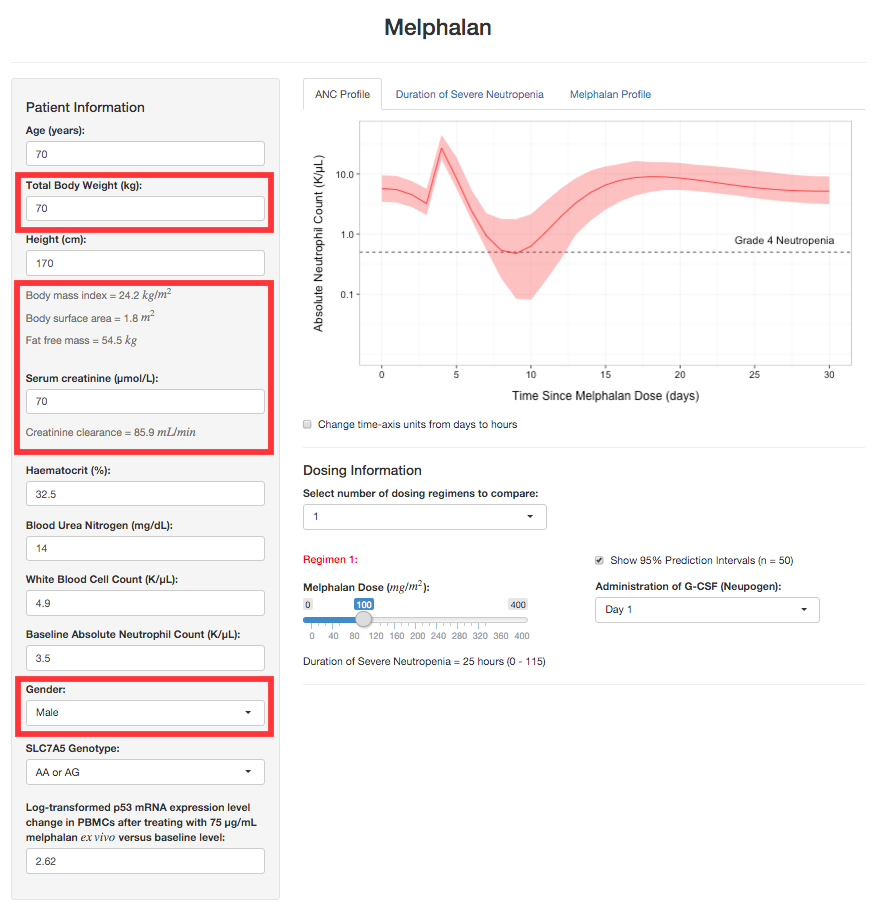 Melphalan
Patient Information
Age (years):
70
Total Body Weight (kg):
70
Height (cm):
170
Body mass index = 24.2 kg/m²
Body surface area = 1.8 m²
Fat free mass = 54.5 kg
Serum creatinine (µmol/L):
70
Creatinine clearance = 85.9 mL/min
Haematocrit (%):
32.5
Blood Urea Nitrogen (mg/dL):
14
White Blood Cell Count (K/µL):
4.9
Baseline Absolute Neutrophil Count (K/µL):
3.5
Gender:
Male
SLC7A5 Genotype:
AA or AG
Log-transformed p53 mRNA expression level
change in PBMCs after treating with 75 µg/mL
melphalan ex vivo versus baseline level:
2.62
ANC Profile Duration of Severe Neutropenia Melphalan Profile
Absolute Neutrophil Count (K/µL)
10.0
1.0
0.1
Grade 4 Neutropenia
0 5 10 15 20 25 30
Time Since Melphalan Dose (days)
Change time-axis units from days to hours
Dosing Information
Select number of dosing regimens to compare:
1
Regimen 1:
Melphalan Dose (mg/m²):
0 100 400
0 40 80 120 160 200 240 280 320 360 400
Duration of Severe Neutropenia = 25 hours (0 - 115)
Show 95% Prediction Intervals (n = 50)
Administration of G-CSF (Neupogen):
Day 1